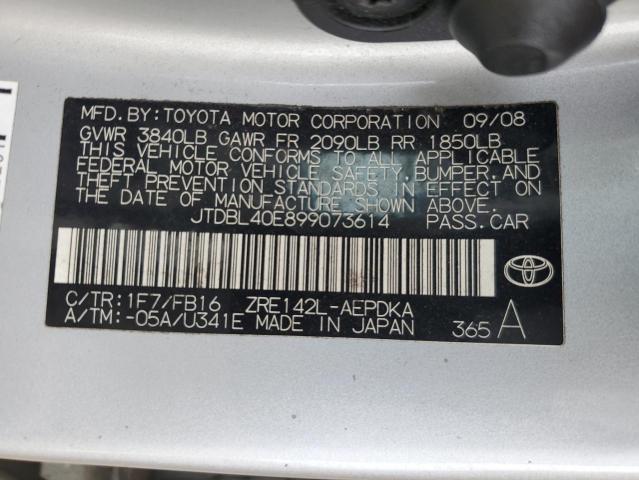 MFD.BY:TOYOTA MOTOR CORPORATION 09/08
GVWR 3840LB GAWR FR 2090LB RR 1850LB
THIS VEHICLE CONFORMS TO ALL APPLICABLE
FEDERAL MOTOR VEHICLE SAFETY, BUMPER, AND
THEFT PREVENTION STANDARDS IN EFFECT ON
THE DATE OF MANUFACTURE SHOWN ABOVE.
JTDBL40E899073614 PASS.CAR
C/TR:1F7/FB16 ZRE142L-AEPDKA
A/TM:-05A/U341E MADE IN JAPAN 365 A